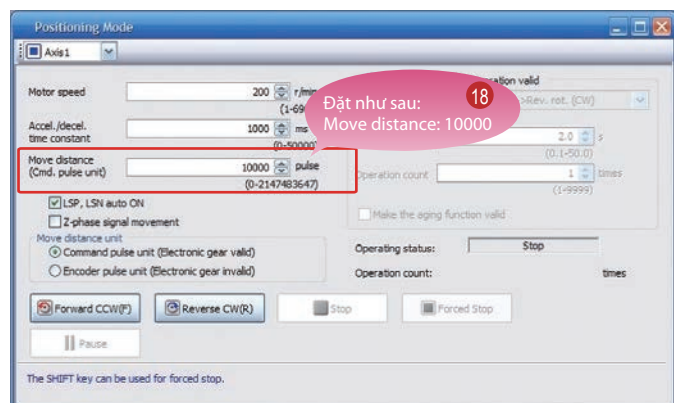 Positioning Mode
Axis1
Motor speed
200 r/min
(1-69
Accel./decel.
time constant
1000 ms
(0-50000)
Move distance
(Cmd. pulse unit)
10000 pulse
(0-2147483647)
LSP, LSN auto ON
Z-phase signal movement
Move distance unit
Command pulse unit (Electronic gear valid)
Encoder pulse unit (Electronic gear invalid)
Đặt như sau:
18
Move distance: 10000
valid
Rev. rot. (CW)
2.0 s
(0.1-50.0)
Operation count
1 times
(1-9999)
Make the aging function valid
Operating status:
Stop
Operation count:
times
Forward CCW(F)
Reverse CW(R)
Stop
Forced Stop
Pause
The SHIFT key can be used for forced stop.